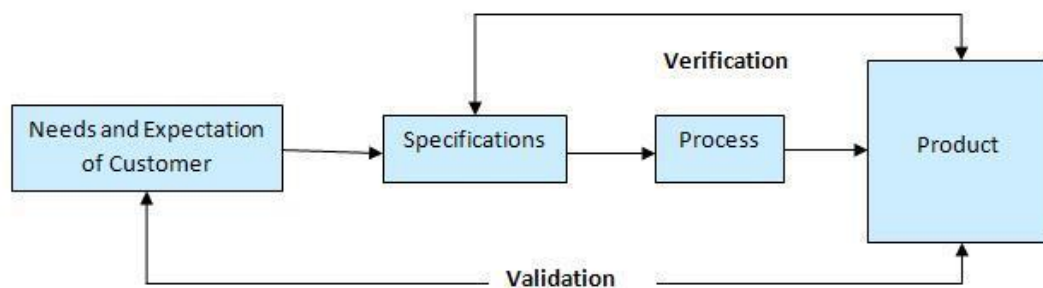 Verification
Needs and Expectation
of Customer
Specifications
Process
Product
Validation